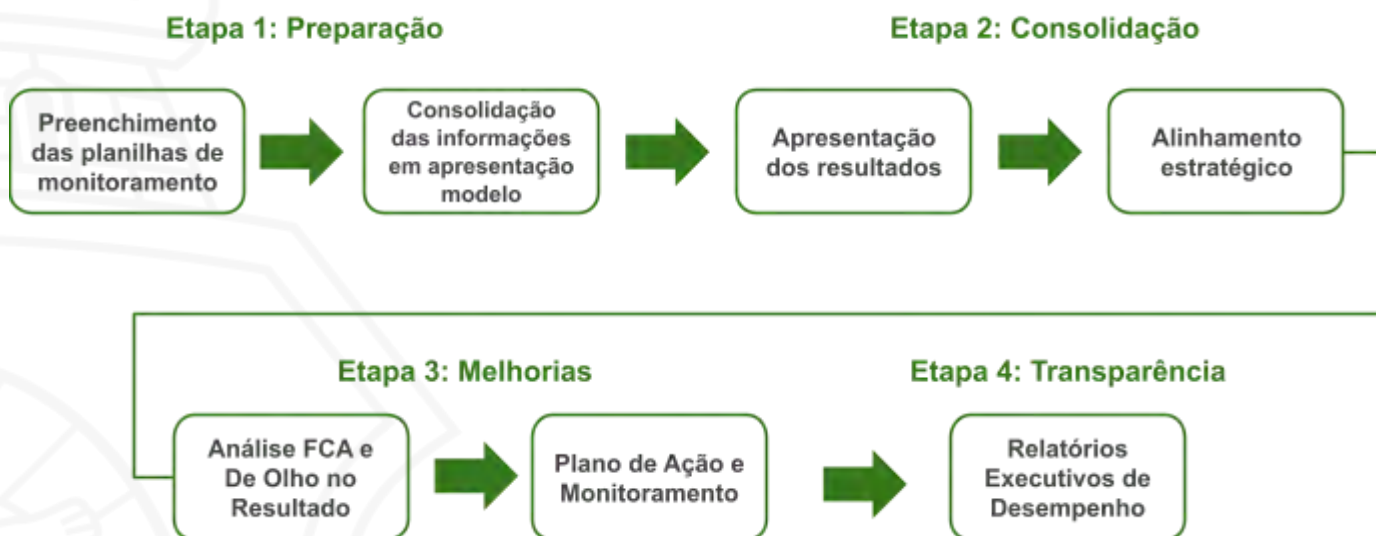 Etapa 1: Preparação
Etapa 2: Consolidação
Preenchimento
das planilhas de
monitoramento
Consolidação
das informações
em apresentação
modelo
Apresentação
dos resultados
Alinhamento
estratégico
Etapa 3: Melhorias
Etapa 4: Transparência
Análise FCA e
De Olho no
Resultado
Plano de Ação e
Monitoramento
Relatórios
Executivos de
Desempenho